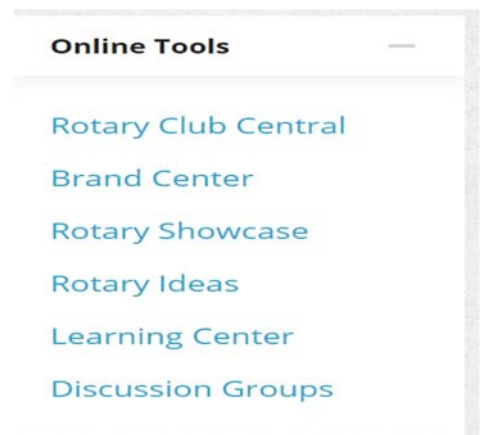 Online Tools
Rotary Club Central
Brand Center
Rotary Showcase
Rotary Ideas
Learning Center
Discussion Groups